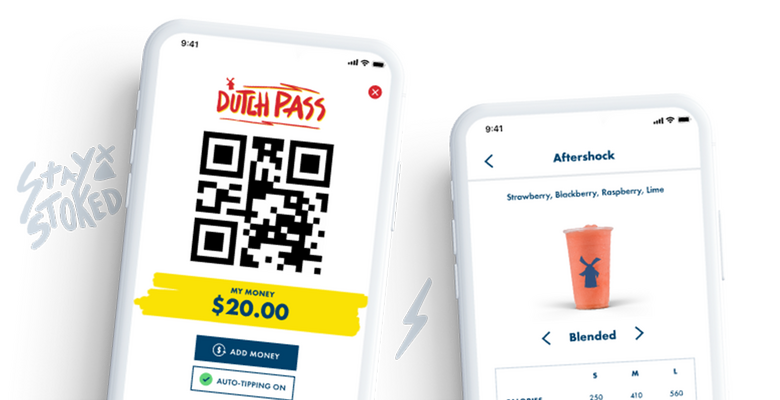 STAY
STOKED
9:41
DUTCH PASS
MY MONEY
$20.00
ADD MONEY
AUTO-TIPPING ON
9:41
Aftershock
Strawberry, Blackberry, Raspberry, Lime
Blended
S M L
CALORIES 250 410 560